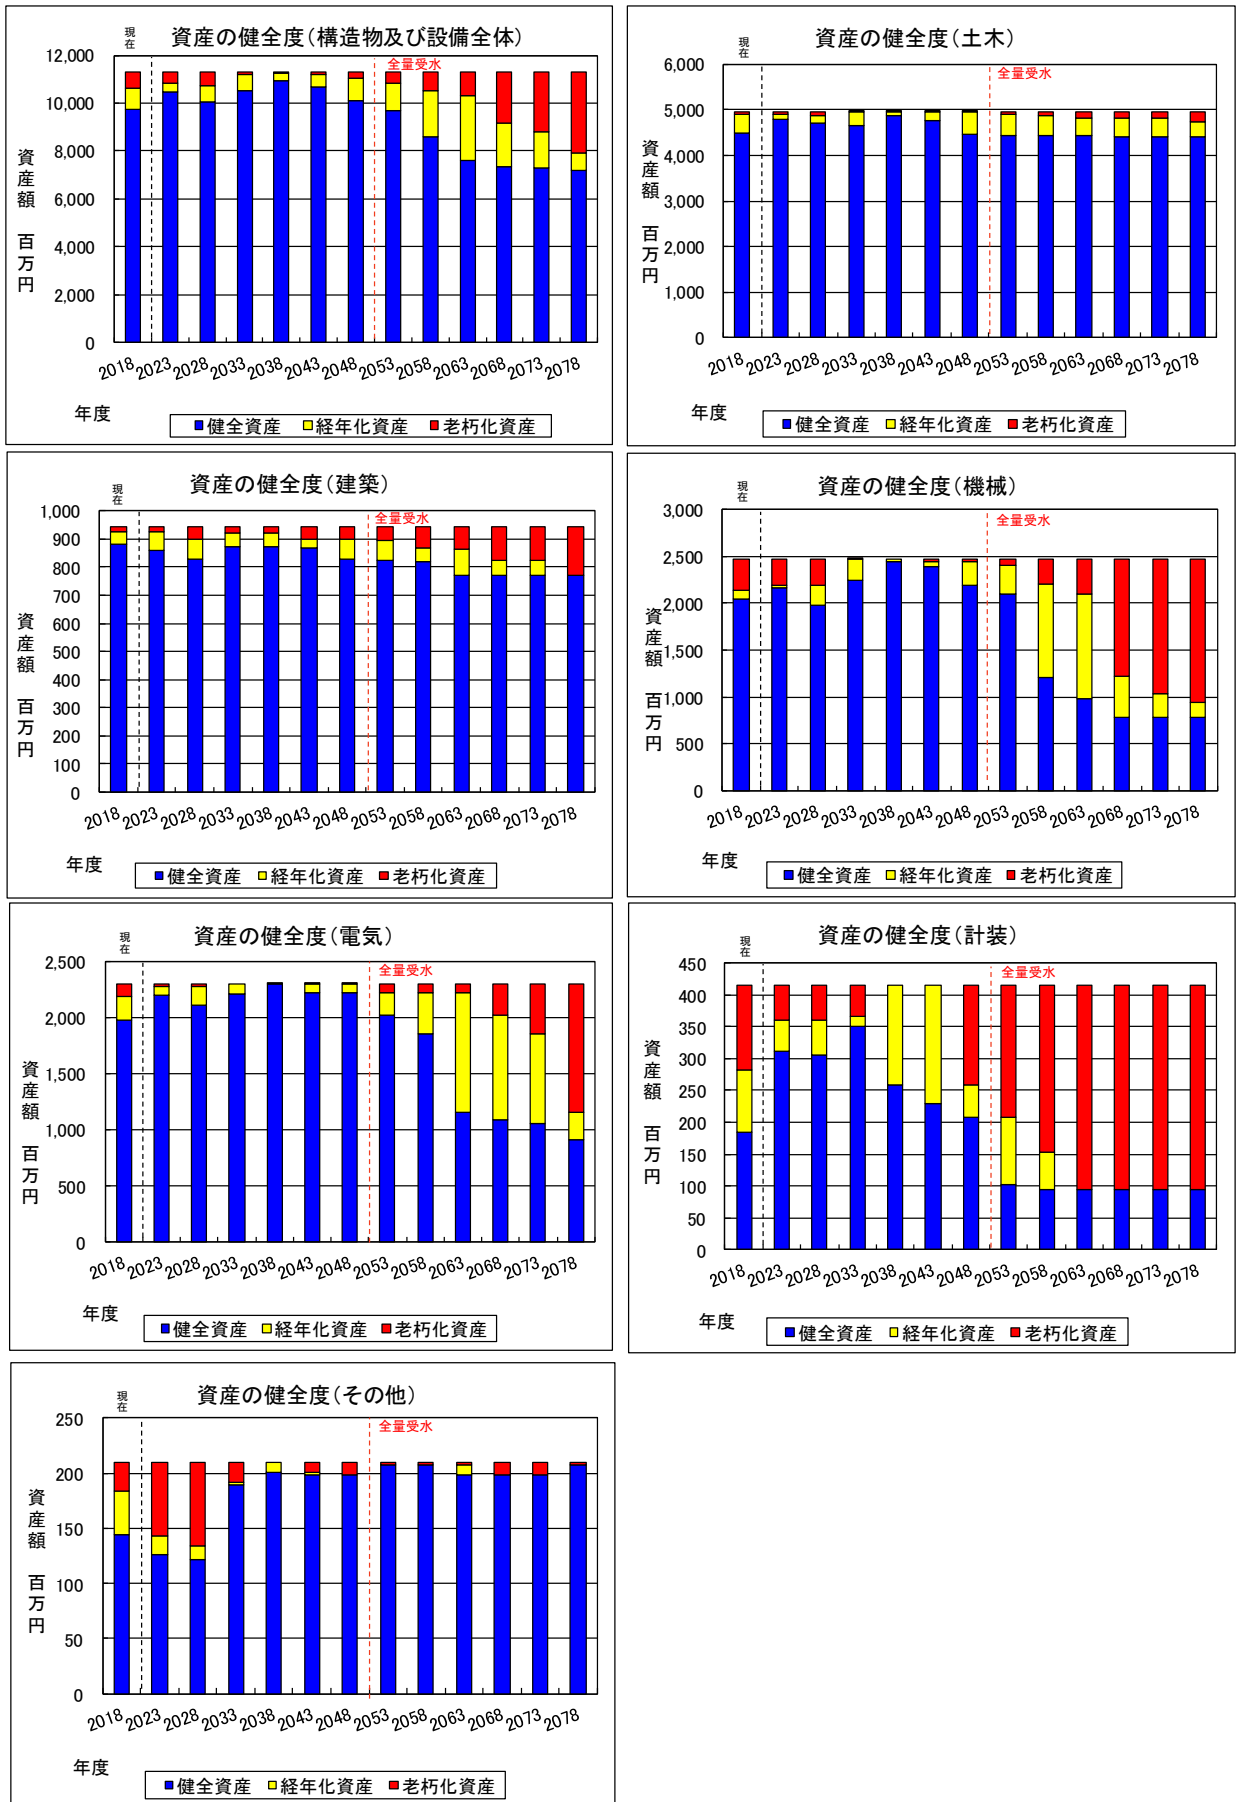 資産の健全度（構造物及び設備全体）
現在
全量受水
12,000
10,000
8,000
6,000
4,000
2,000
0
資産額 百万円
2018 2023 2028 2033 2038 2043 2048 2053 2058 2063 2068 2073 2078
年度
健全資産 経年化資産 老朽化資産
資産の健全度（土木）
現在
全量受水
6,000
5,000
4,000
3,000
2,000
1,000
0
資産額 百万円
2018 2023 2028 2033 2038 2043 2048 2053 2058 2063 2068 2073 2078
年度
健全資産 経年化資産 老朽化資産
資産の健全度（建築）
現在
全量受水
1,000
900
800
700
600
500
400
300
200
100
0
資産額 百万円
2018 2023 2028 2033 2038 2043 2048 2053 2058 2063 2068 2073 2078
年度
健全資産 経年化資産 老朽化資産
資産の健全度（機械）
現在
全量受水
3,000
2,500
2,000
1,500
1,000
500
0
資産額 百万円
2018 2023 2028 2033 2038 2043 2048 2053 2058 2063 2068 2073 2078
年度
健全資産 経年化資産 老朽化資産
資産の健全度（電気）
現在
全量受水
2,500
2,000
1,500
1,000
500
0
資産額 百万円
2018 2023 2028 2033 2038 2043 2048 2053 2058 2063 2068 2073 2078
年度
健全資産 経年化資産 老朽化資産
資産の健全度（計装）
現在
全量受水
450
400
350
300
250
200
150
100
50
0
資産額 百万円
2018 2023 2028 2033 2038 2043 2048 2053 2058 2063 2068 2073 2078
年度
健全資産 経年化資産 老朽化資産
資産の健全度（その他）
現在
全量受水
250
200
150
100
50
0
資産額 百万円
2018 2023 2028 2033 2038 2043 2048 2053 2058 2063 2068 2073 2078
年度
健全資産 経年化資産 老朽化資産